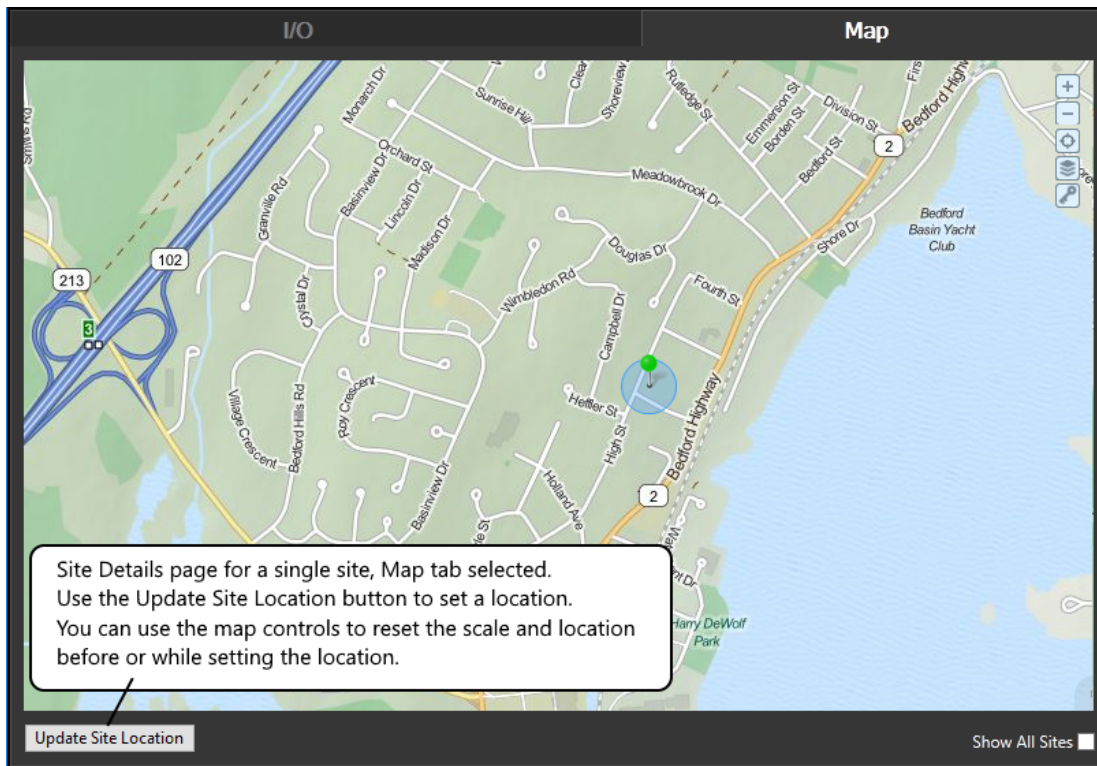 I/O
Map
Monarch Dr
Sunrise Hill
Shoreview
Rutledge St
Emmerson St
Borden St
Division St
Bedford St
Bedford Highway
2
Orchard St
Basinview Dr
Lincoln Dr
Madison Dr
Granville Rd
Meadowbrook Dr
Bedford
Basin Yacht
Club
Shore Dr
Douglas Dr
102
213
3
Wimbledon Rd
Fourth St
Crystal Dr
Campbell Dr
Village Crescent
Bedford Hills Rd
Roy Crescent
Heffler St
High St
Bedford Highway
2
Basinview Dr
Holland Ave
Harry DeWolf
Park
Site Details page for a single site, Map tab selected.
Use the Update Site Location button to set a location.
You can use the map controls to reset the scale and location
before or while setting the location.
Update Site Location
Show All Sites